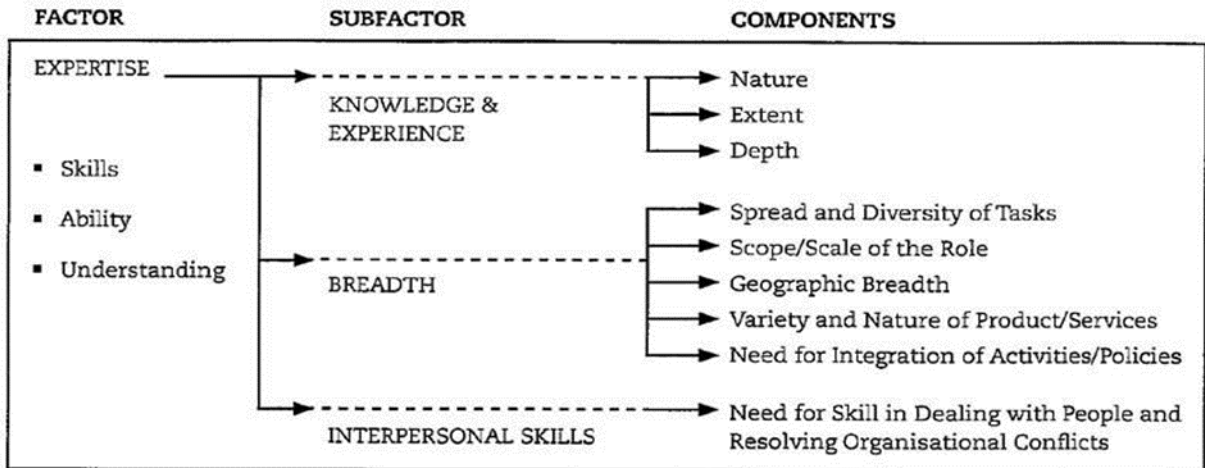 FACTOR SUBFACTOR COMPONENTS
EXPERTISE
▪ Skills
▪ Ability
▪ Understanding
KNOWLEDGE &
EXPERIENCE
Nature
Extent
Depth
BREADTH
Spread and Diversity of Tasks
Scope/Scale of the Role
Geographic Breadth
Variety and Nature of Product/Services
Need for Integration of Activities/Policies
INTERPERSONAL SKILLS
Need for Skill in Dealing with People and
Resolving Organisational Conflicts